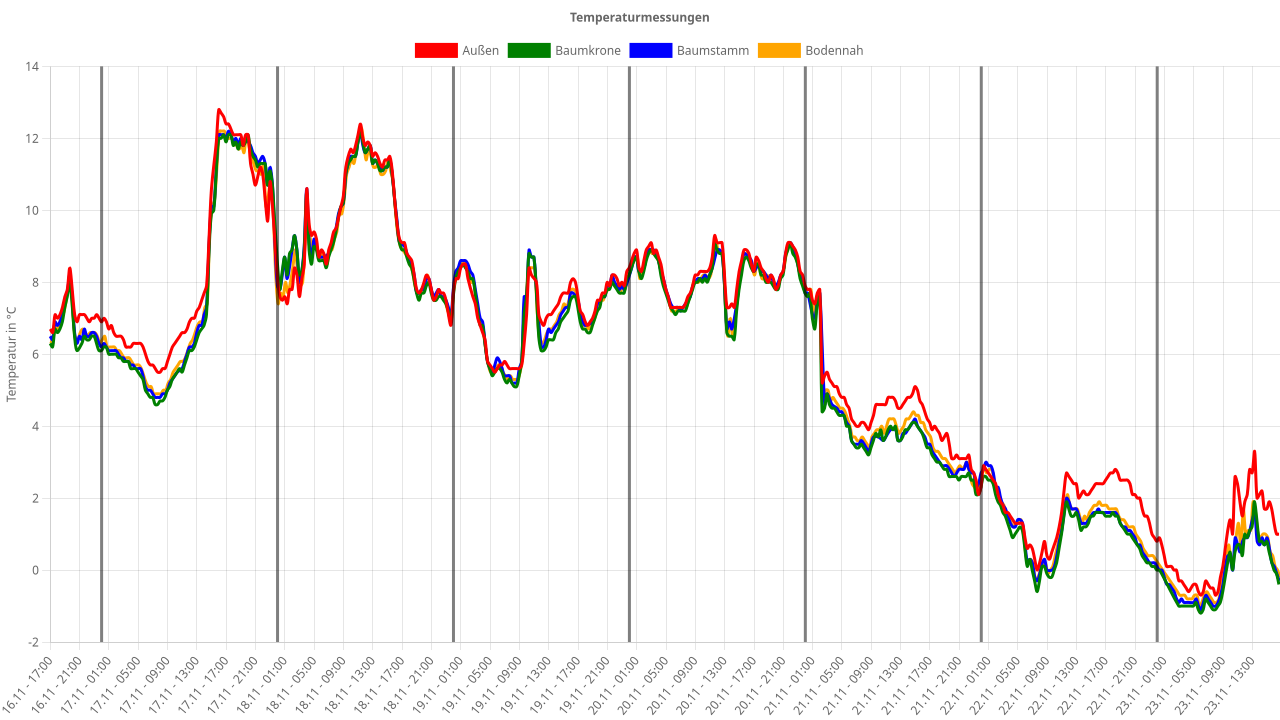 Temperaturmessungen
Außen Baumkrone Baumstamm Bodennah
Temperatur in °C
14
12
10
8
6
4
2
0
-2
16.11 - 17:00
16.11 - 21:00
17.11 - 01:00
17.11 - 05:00
17.11 - 09:00
17.11 - 13:00
17.11 - 17:00
17.11 - 21:00
18.11 - 01:00
18.11 - 05:00
18.11 - 09:00
18.11 - 13:00
18.11 - 17:00
18.11 - 21:00
19.11 - 01:00
19.11 - 05:00
19.11 - 09:00
19.11 - 13:00
19.11 - 17:00
19.11 - 21:00
20.11 - 01:00
20.11 - 05:00
20.11 - 09:00
20.11 - 13:00
20.11 - 17:00
20.11 - 21:00
21.11 - 01:00
21.11 - 05:00
21.11 - 09:00
21.11 - 13:00
21.11 - 17:00
21.11 - 21:00
22.11 - 01:00
22.11 - 05:00
22.11 - 09:00
22.11 - 13:00
22.11 - 17:00
22.11 - 21:00
23.11 - 01:00
23.11 - 05:00
23.11 - 09:00
23.11 - 13:00